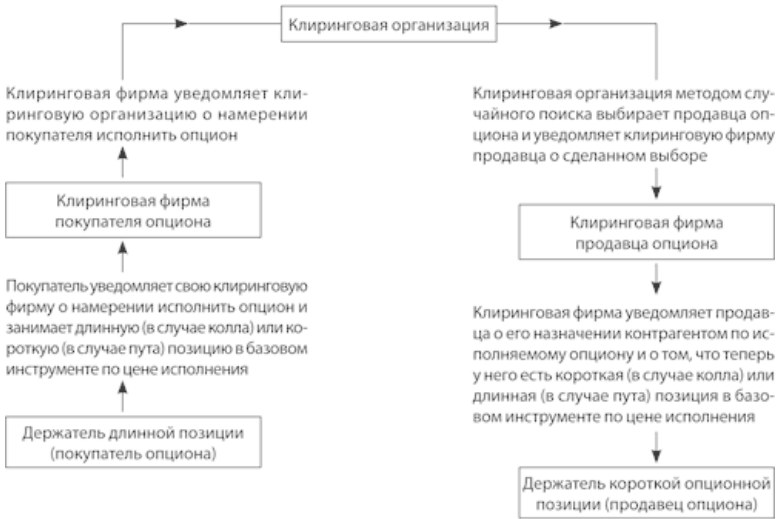 Клиринговая организация
Клиринговая фирма уведомляет кли-
ринговую организацию о намерении
покупателя исполнить опцион
Клиринговая фирма
покупателя опциона
Покупатель уведомляет свою клиринговую
фирму о намерении исполнить опцион и
занимает длинную (в случае колла) или ко-
роткую (в случае пута) позицию в базовом
инструменте по цене исполнения
Держатель длинной позиции
(покупатель опциона)
Клиринговая организация методом слу-
чайного поиска выбирает продавца оп-
циона и уведомляет клиринговую фирму
продавца о сделанном выборе
Клиринговая фирма
продавца опциона
Клиринговая фирма уведомляет продав-
ца о его назначении контрагентом по ис-
полняемому опциону и о том, что теперь
у него есть короткая (в случае колла) или
длинная (в случае пута) позиция в базо-
вом инструменте по цене исполнения
Держатель короткой опционной
позиции (продавец опциона)